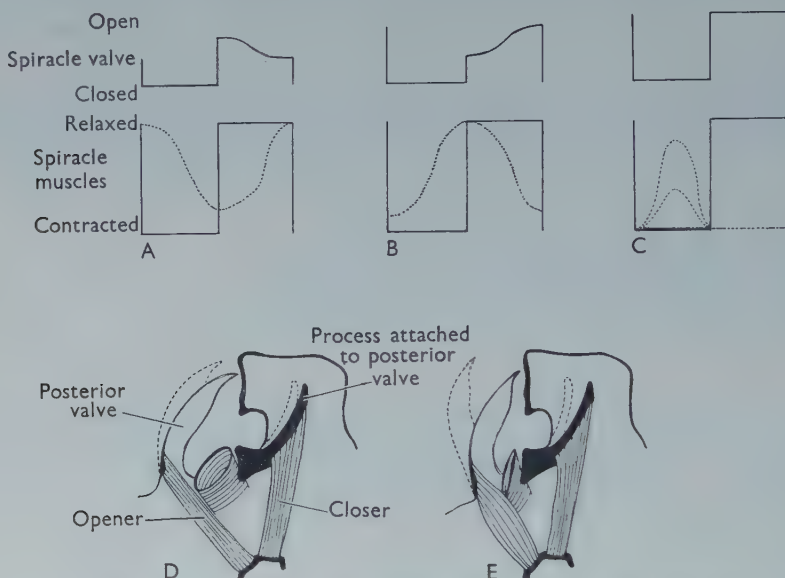 Open
Spiracle valve
Closed
Relaxed
Spiracle
muscles
Contracted
A
B
C
Process attached
to posterior
valve
Posterior
valve
Opener
Closer
D
E